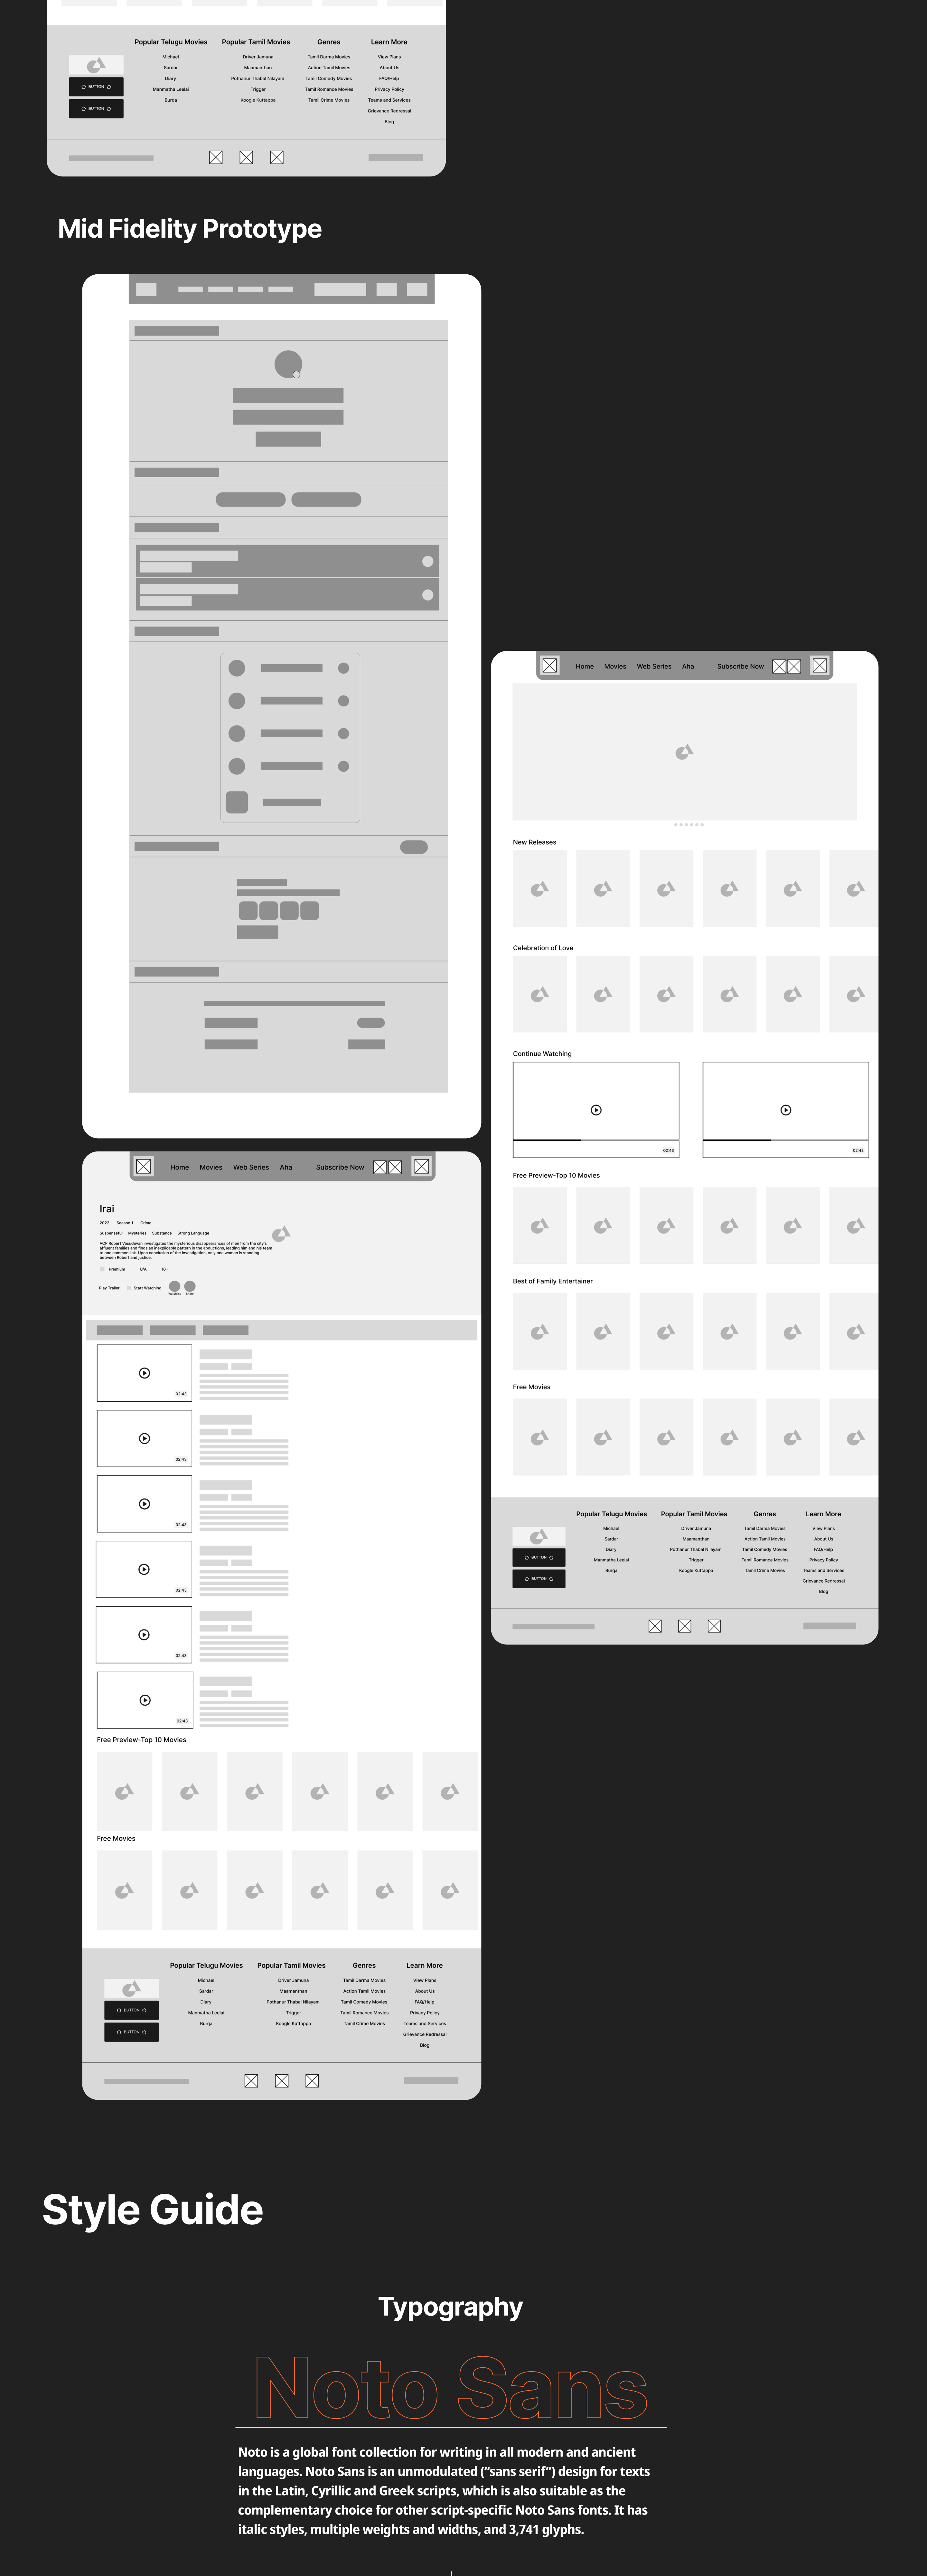 Popular Telugu Movies
Michael
Sardar
Diary
Manmatha Leelai
Burqa
Popular Tamil Movies
Driver Jamuna
Maamanthan
Pothanur Thabal Nilayam
Trigger
Koogle Kuttappa
Genres
Tamil Darma Movies
Action Tamil Movies
Tamil Comedy Movies
Tamil Romance Movies
Tamil Crime Movies
Learn More
View Plans
About Us
FAQ/Help
Privacy Policy
Teams and Services
Grievance Redressal
Blog
BUTTON
BUTTON
Mid Fidelity Prototype
Home Movies Web Series Aha Subscribe Now
New Releases
Celebration of Love
Continue Watching
02:43 02:43
Free Preview-Top 10 Movies
Best of Family Entertainer
Free Movies
Popular Telugu Movies
Michael
Sardar
Diary
Manmatha Leelai
Burqa
Popular Tamil Movies
Driver Jamuna
Maamanthan
Pothanur Thabal Nilayam
Trigger
Koogle Kuttappa
Genres
Tamil Darma Movies
Action Tamil Movies
Tamil Comedy Movies
Tamil Romance Movies
Tamil Crime Movies
Learn More
View Plans
About Us
FAQ/Help
Privacy Policy
Teams and Services
Grievance Redressal
Blog
BUTTON
BUTTON
Home Movies Web Series Aha Subscribe Now
Irai
2022 Season 1 Crime
Suspenseful Mysteries Substance Strong Language
ACP Robert Vasudevan investigates the mysterious disappearances of men from the city's
affluent families and finds an inexplicable pattern in the abductions, leading him and his team
to one common link. Upon conclusion of the investigation, only one woman is standing
between Robert and justice.
Premium U/A 16+
Play Trailer Start Watching
Watchlist Share
02:43
02:43
02:43
02:43
02:43
02:43
Free Preview-Top 10 Movies
Free Movies
Popular Telugu Movies
Michael
Sardar
Diary
Manmatha Leelai
Burqa
Popular Tamil Movies
Driver Jamuna
Maamanthan
Pothanur Thabal Nilayam
Trigger
Koogle Kuttappa
Genres
Tamil Darma Movies
Action Tamil Movies
Tamil Comedy Movies
Tamil Romance Movies
Tamil Crime Movies
Learn More
View Plans
About Us
FAQ/Help
Privacy Policy
Teams and Services
Grievance Redressal
Blog
BUTTON
BUTTON
Style Guide
Typography
Noto Sans
Noto is a global font collection for writing in all modern and ancient
languages. Noto Sans is an unmodulated (“sans serif”) design for texts
in the Latin, Cyrillic and Greek scripts, which is also suitable as the
complementary choice for other script-specific Noto Sans fonts. It has
italic styles, multiple weights and widths, and 3,741 glyphs.